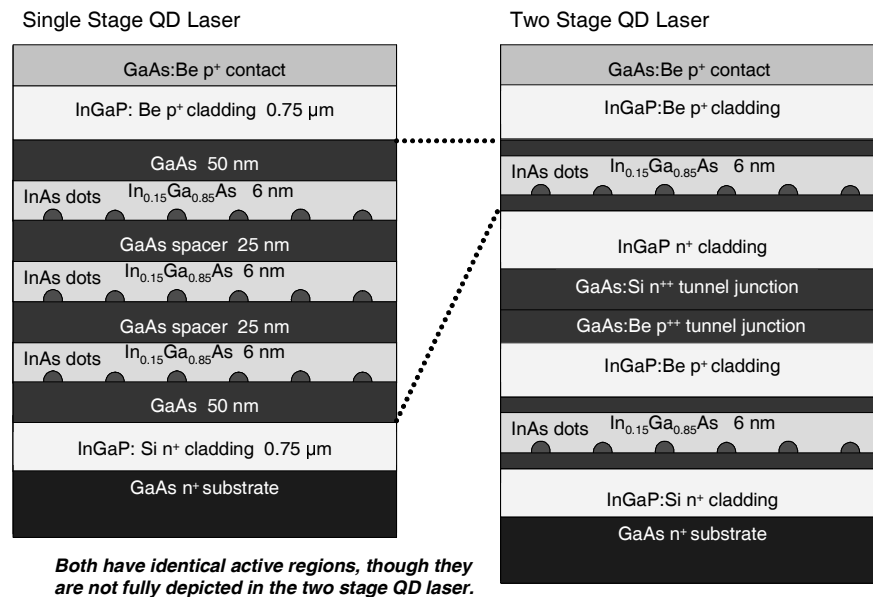 Single Stage QD Laser
GaAs:Be p⁺ contact
InGaP: Be p⁺ cladding 0.75 µm
GaAs 50 nm
InAs dots In₀.₁₅Ga₀.₈₅As 6 nm
GaAs spacer 25 nm
InAs dots In₀.₁₅Ga₀.₈₅As 6 nm
GaAs spacer 25 nm
InAs dots In₀.₁₅Ga₀.₈₅As 6 nm
GaAs 50 nm
InGaP: Si n⁺ cladding 0.75 µm
GaAs n⁺ substrate
Two Stage QD Laser
GaAs:Be p⁺ contact
InGaP:Be p⁺ cladding
InAs dots In₀.₁₅Ga₀.₈₅As 6 nm
InGaP n⁺ cladding
GaAs:Si n⁺⁺ tunnel junction
GaAs:Be p⁺⁺ tunnel junction
InGaP:Be p⁺ cladding
InAs dots In₀.₁₅Ga₀.₈₅As 6 nm
InGaP:Si n⁺ cladding
GaAs n⁺ substrate
Both have identical active regions, though they
are not fully depicted in the two stage QD laser.